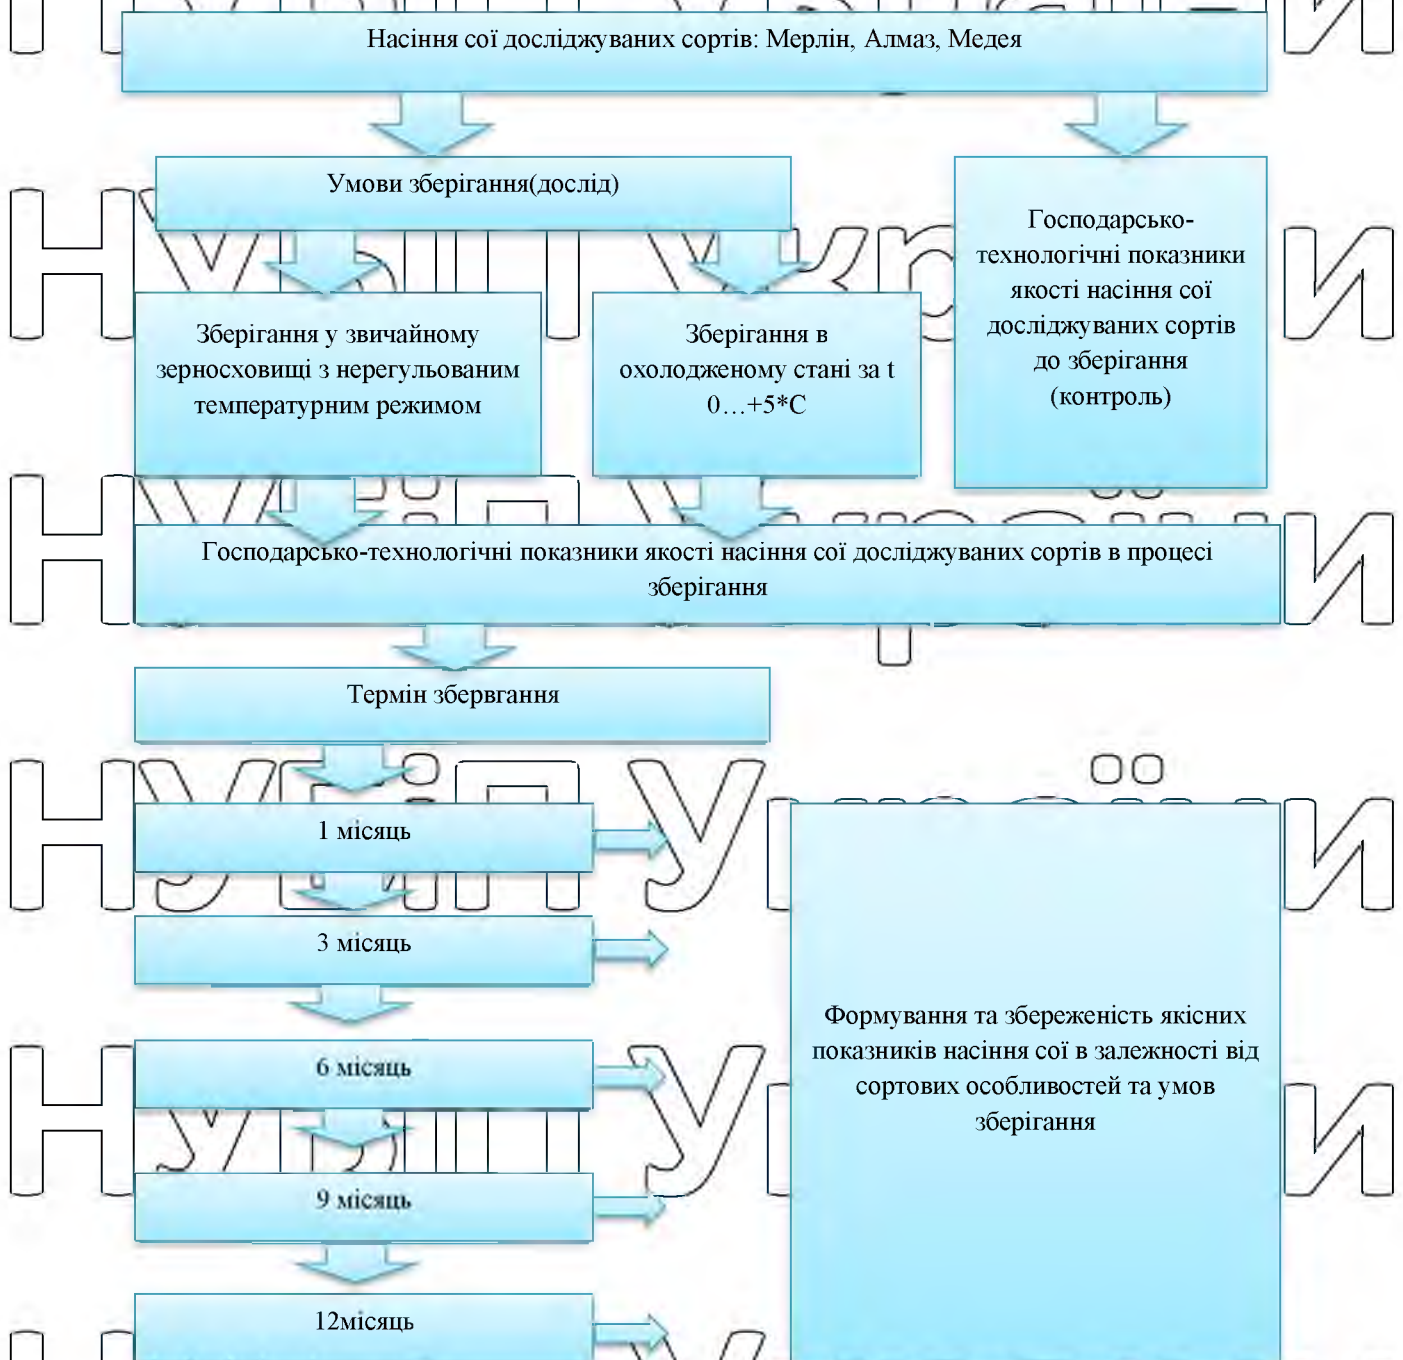 Насіння сої досліджуваних сортів: Мерлін, Алмаз, Медея
Умови зберігання(дослід)
Господарсько-
технологічні показники
якості насіння сої
досліджуваних сортів
до зберігання
(контроль)
Зберігання у звичайному
зерносховищі з нерегульованим
температурним режимом
Зберігання в
охолодженому стані за t
0…+5*С
Господарсько-технологічні показники якості насіння сої досліджуваних сортів в процесі
зберігання
Термін збервгання
1 місяць
3 місяць
6 місяць
9 місяць
12місяць
Формування та збереженість якісних
показників насіння сої в залежності від
сортових особливостей та умов
зберігання